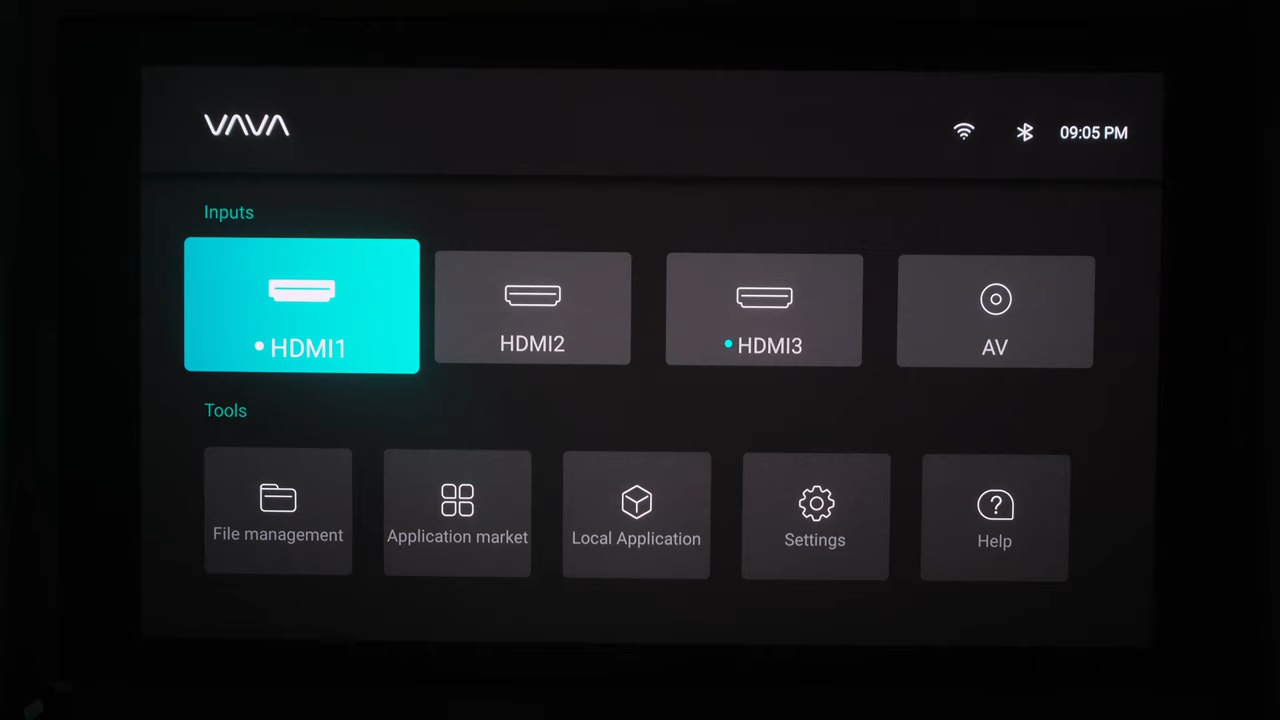 VAVA
09:05 PM
Inputs
HDMI1
HDMI2
HDMI3
AV
Tools
File management
Application market
Local Application
Settings
Help